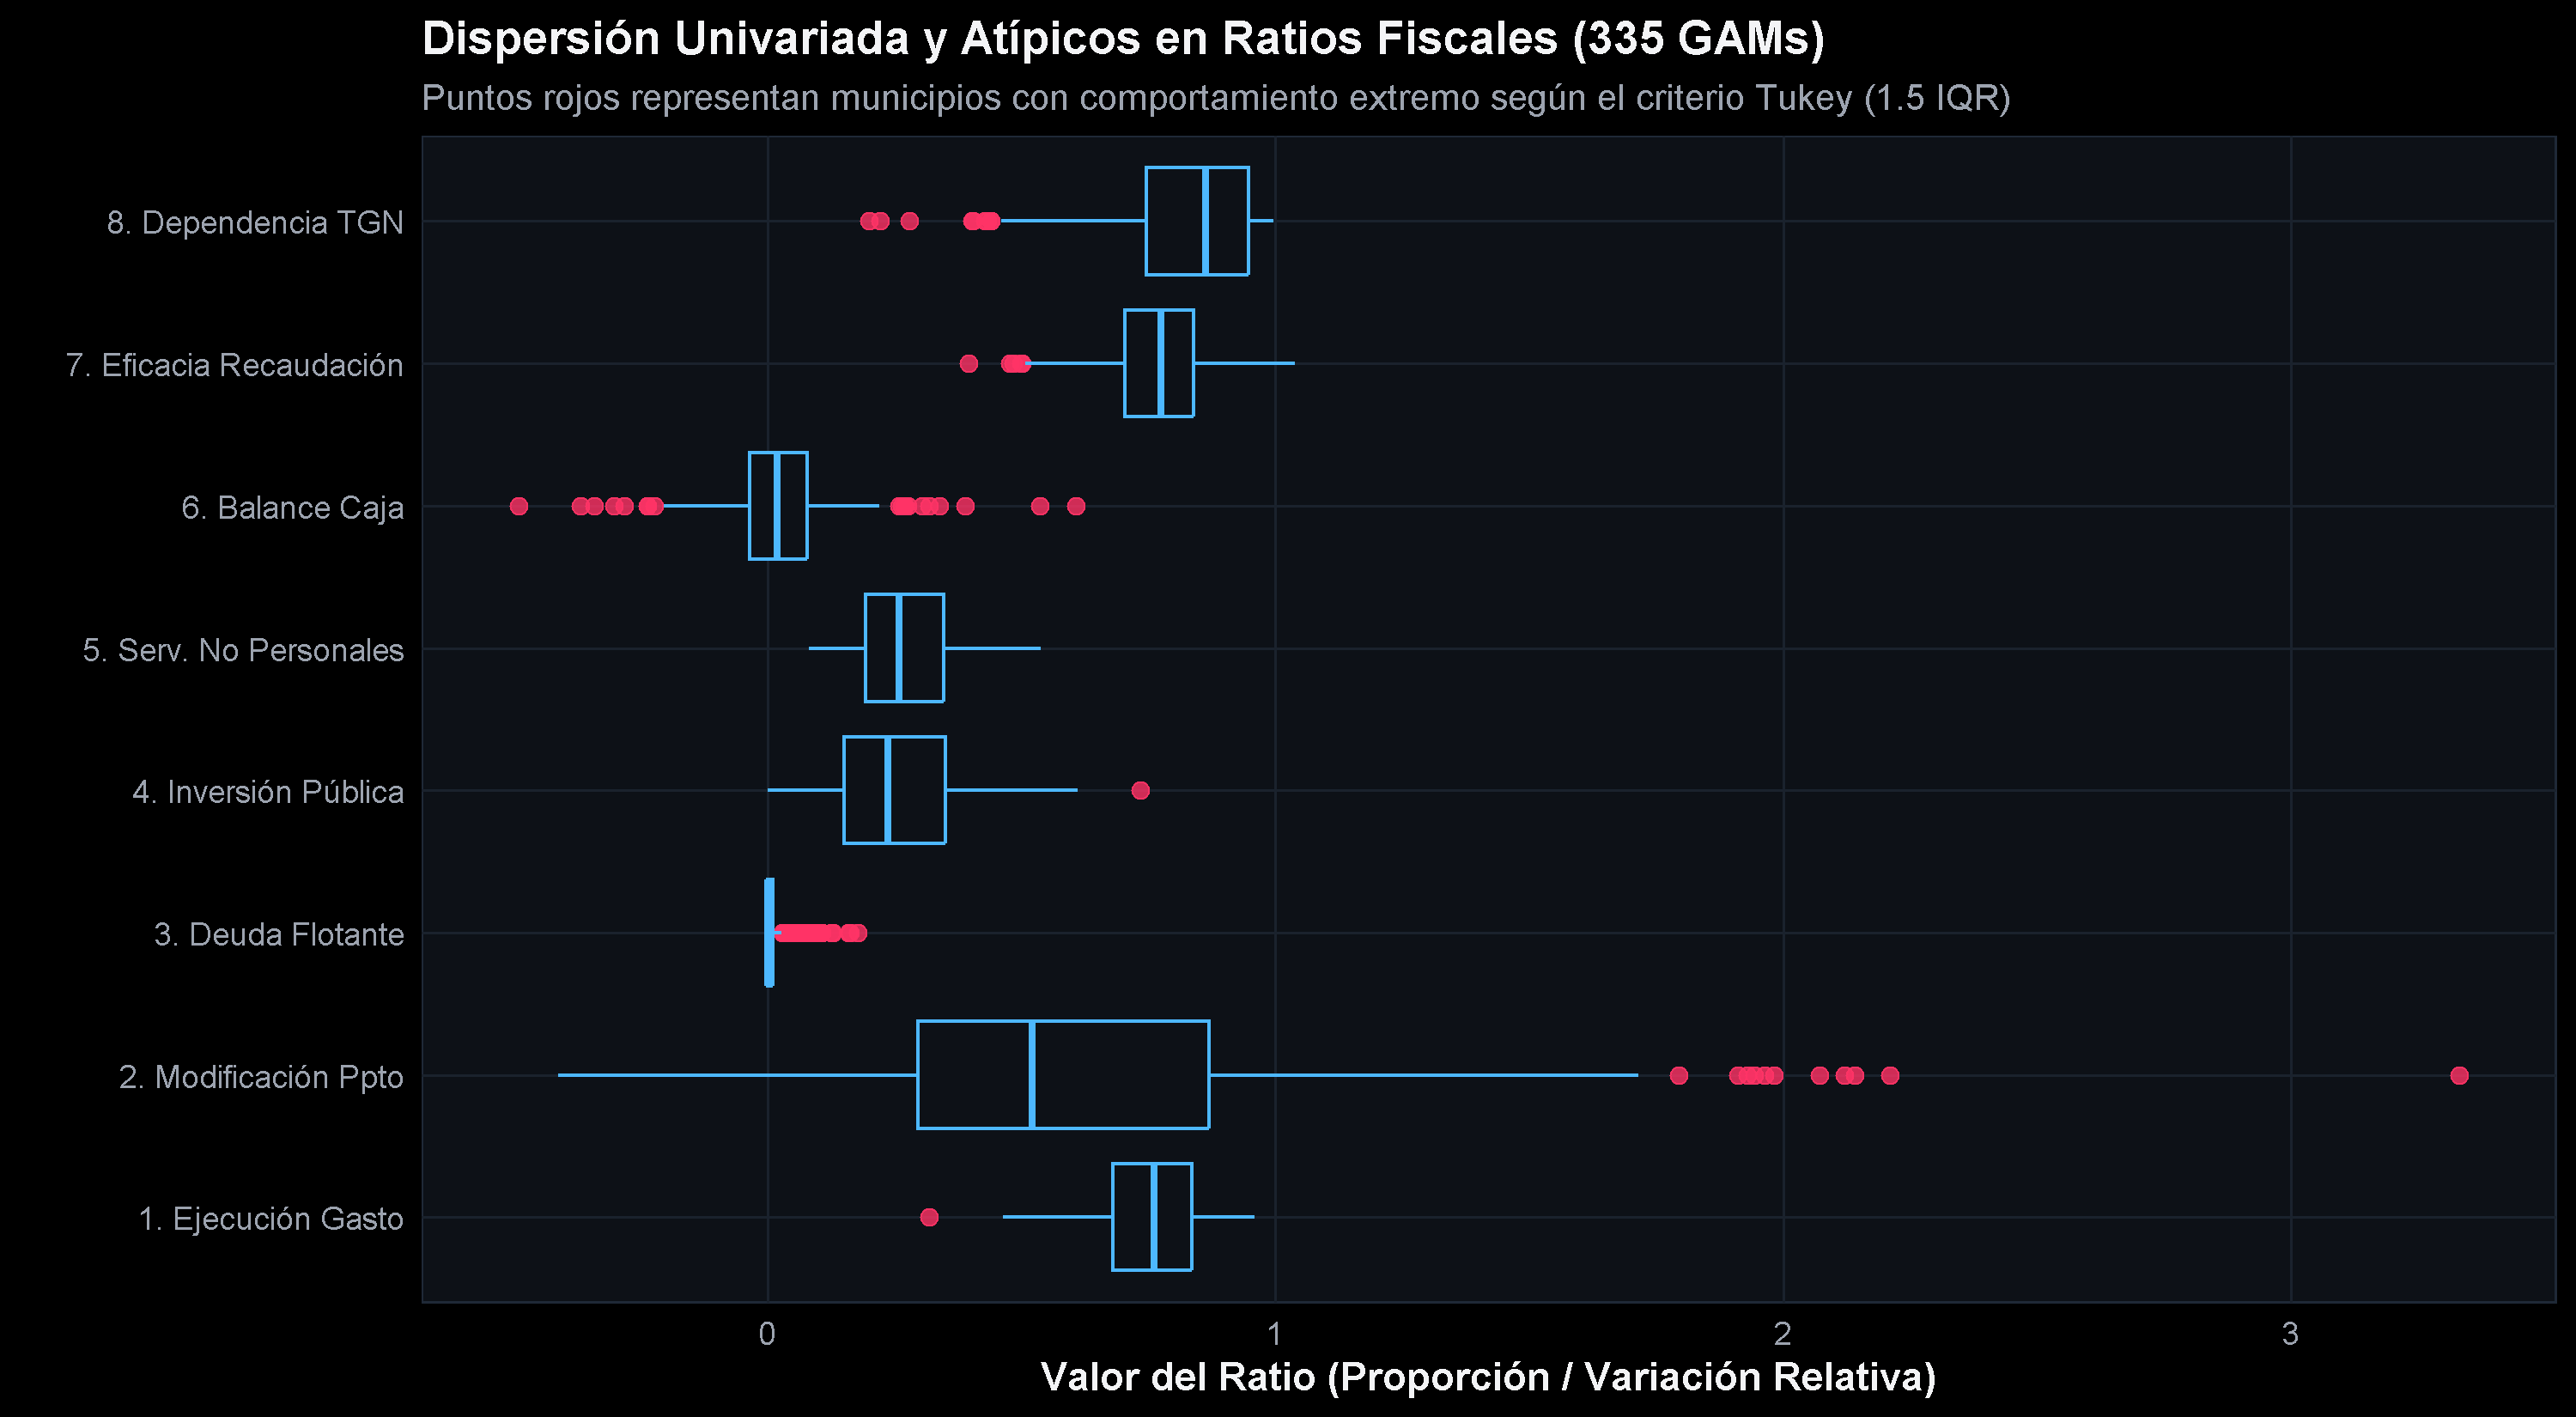 Dispersión Univariada y Atípicos en Ratios Fiscales (335 GAMs)
Puntos rojos representan municipios con comportamiento extremo según el criterio Tukey (1.5 IQR)
8. Dependencia TGN
7. Eficacia Recaudación
6. Balance Caja
5. Serv. No Personales
4. Inversión Pública
3. Deuda Flotante
2. Modificación Ppto
1. Ejecución Gasto
0 1 2 3
Valor del Ratio (Proporción / Variación Relativa)